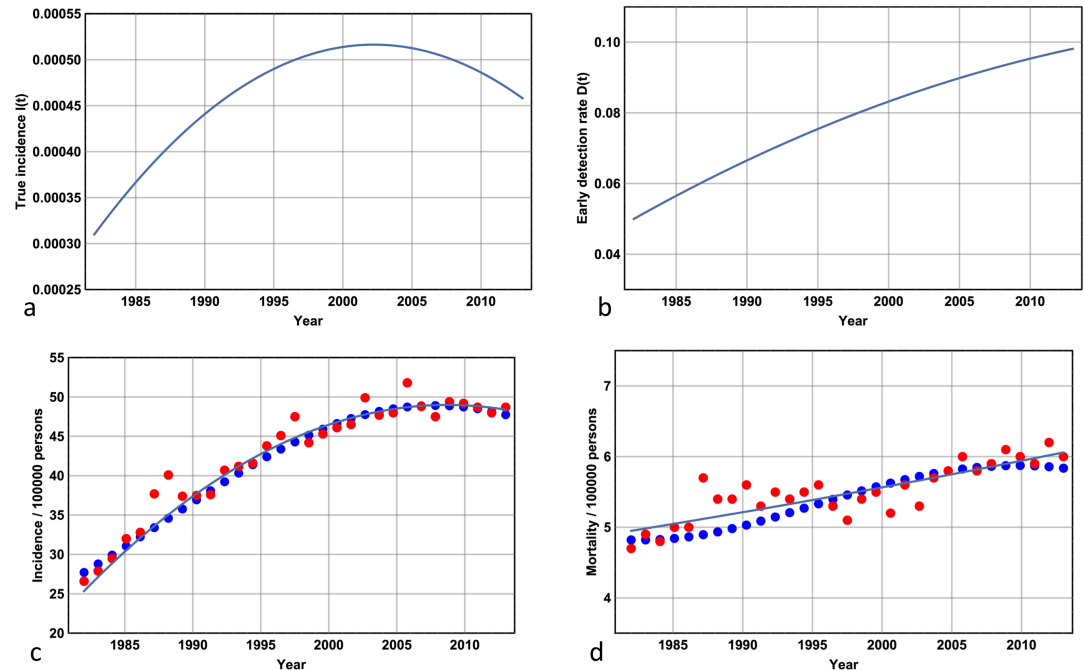 True incidence I(t)
0.00055
0.00050
0.00045
0.00040
0.00035
0.00030
0.00025
1985 1990 1995 2000 2005 2010
Year
a
Early detection rate D(t)
0.10
0.08
0.06
0.04
1985 1990 1995 2000 2005 2010
Year
b
Incidence / 100000 persons
55
50
45
40
35
30
25
20
1985 1990 1995 2000 2005 2010
Year
c
Mortality / 100000 persons
7
6
5
4
1985 1990 1995 2000 2005 2010
Year
d